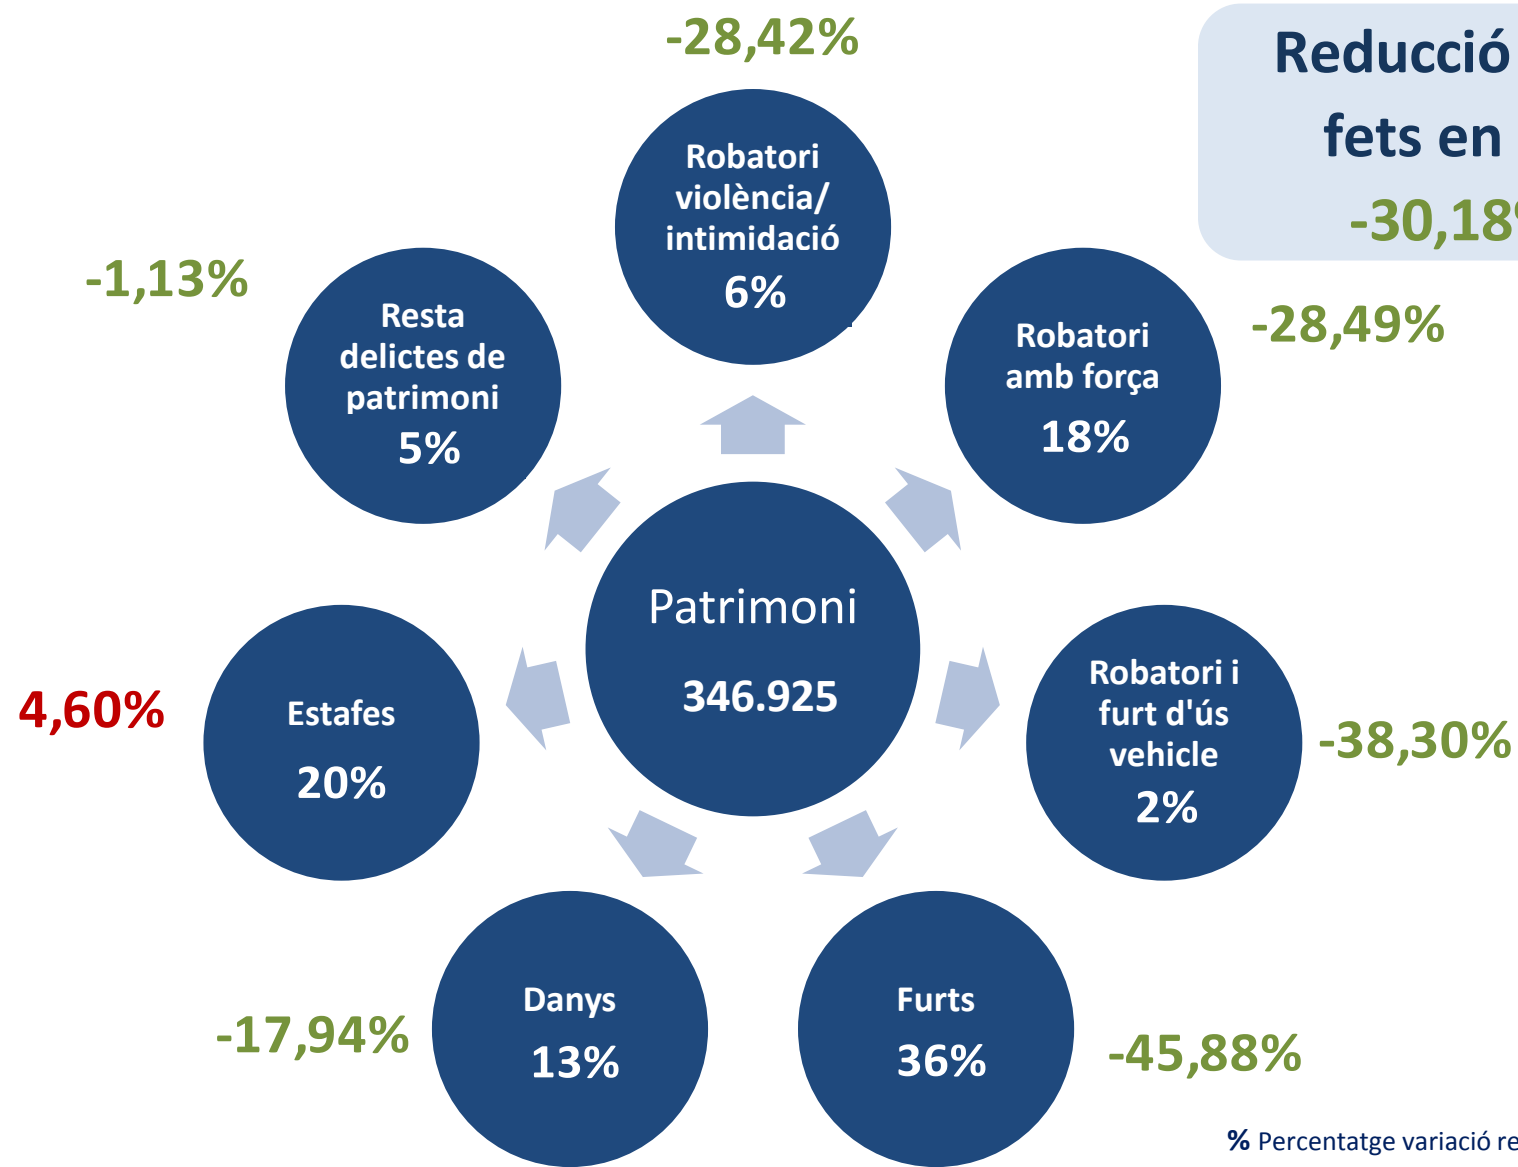 -28,42%
Reducció
fets en
-30,18%
Robatori
violència/
intimidació
6%
-1,13%
Resta
delictes de
patrimoni
5%
Robatori
amb força
18%
-28,49%
Patrimoni
346.925
4,60%
Estafes
20%
Robatori i
furt d'ús
vehicle
2%
-38,30%
-17,94%
Danys
13%
Furts
36%
-45,88%
% Percentatge variació